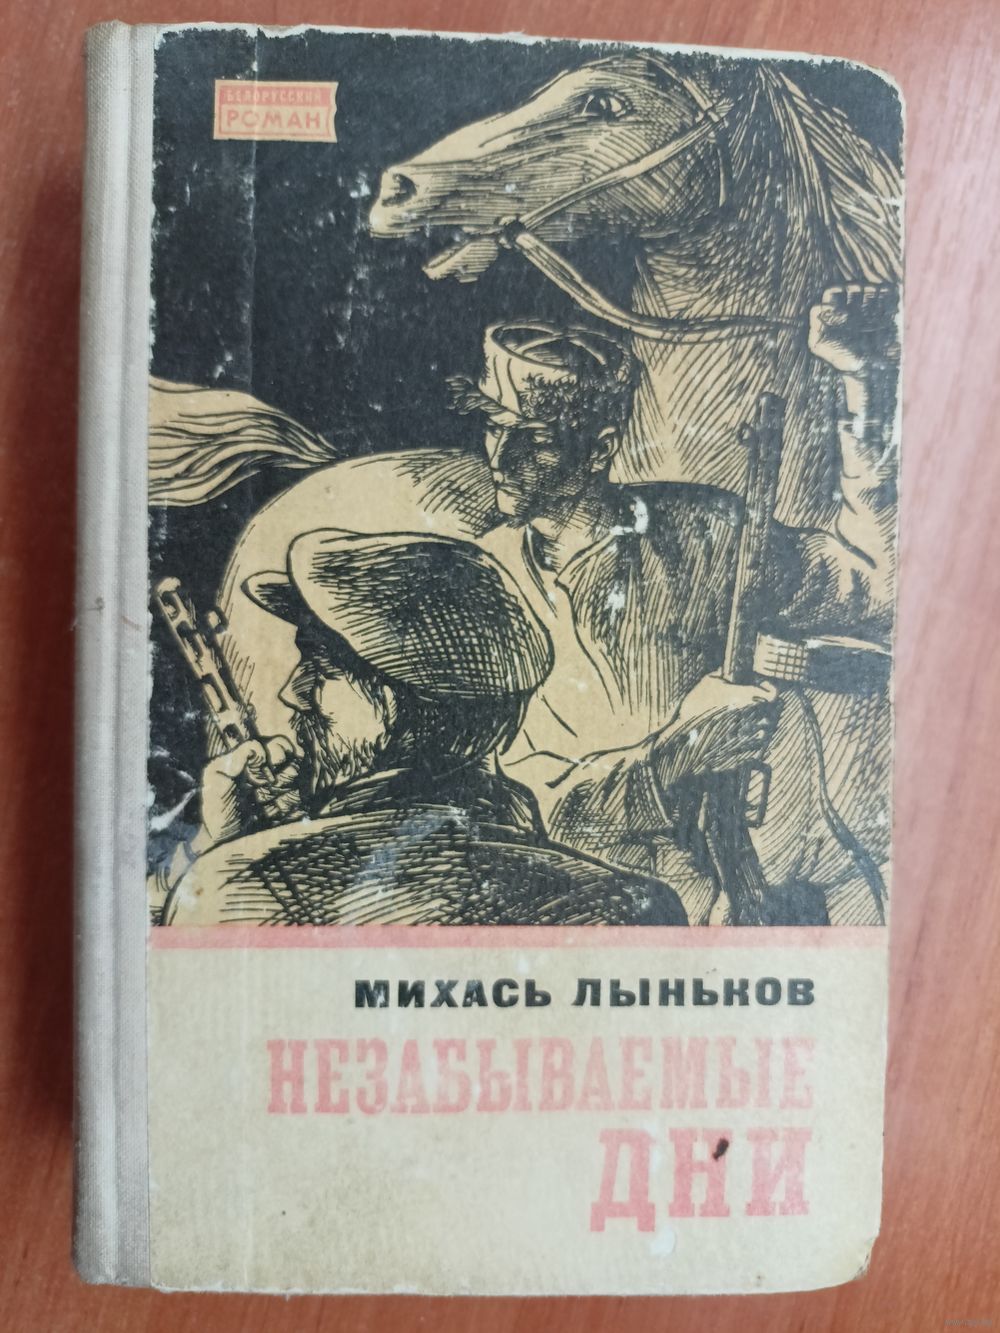 БЕЛОРУССКИЙ
РОМАН
МИХАСЬ ЛЫНЬКОВ
НЕЗАБЫВАЕМЫЕ
ДНИ